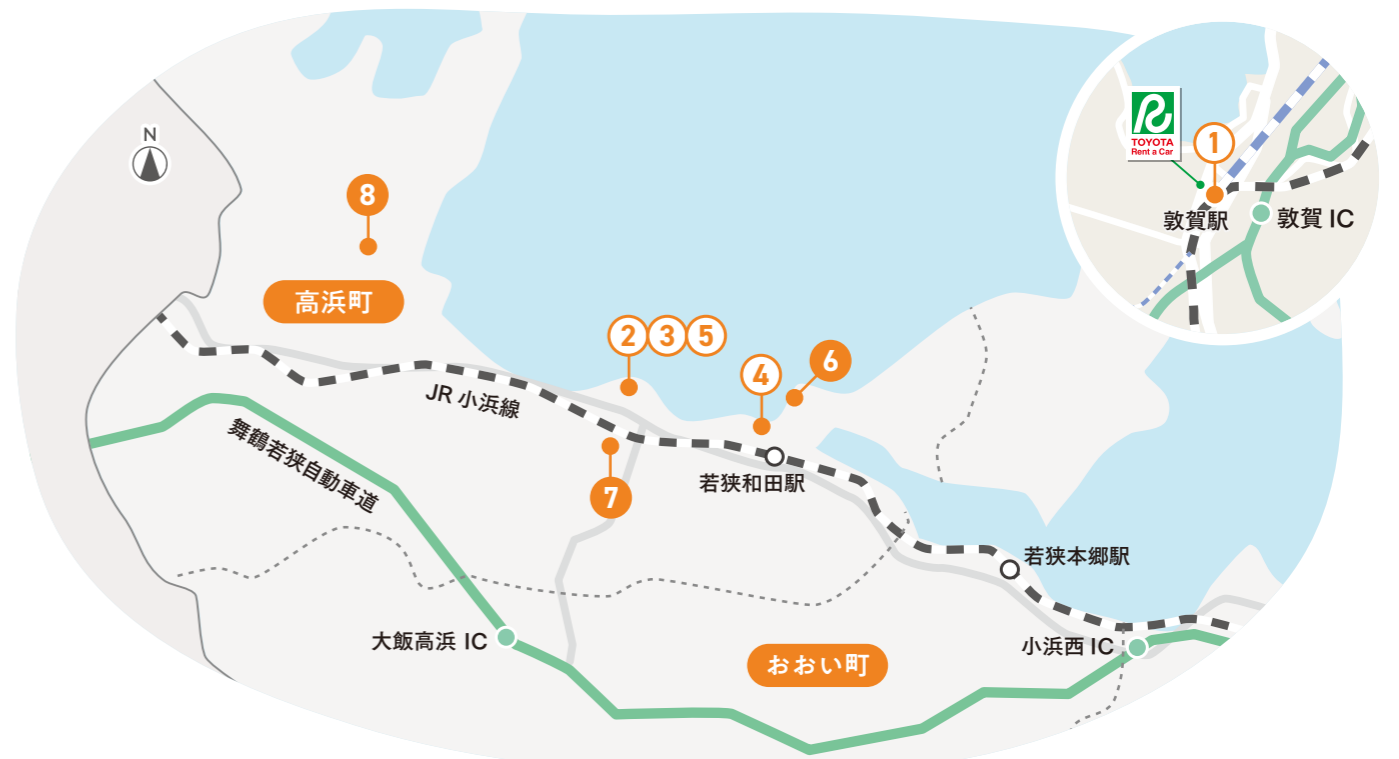 N
8
高浜町
2 3 5
4
6
7
JR 小浜線
舞鶴若狭自動車道
若狭和田駅
若狭本郷駅
大飯高浜 IC
おおい町
小浜西 IC
TOYOTA
Rent a Car
1
敦賀駅
敦賀 IC